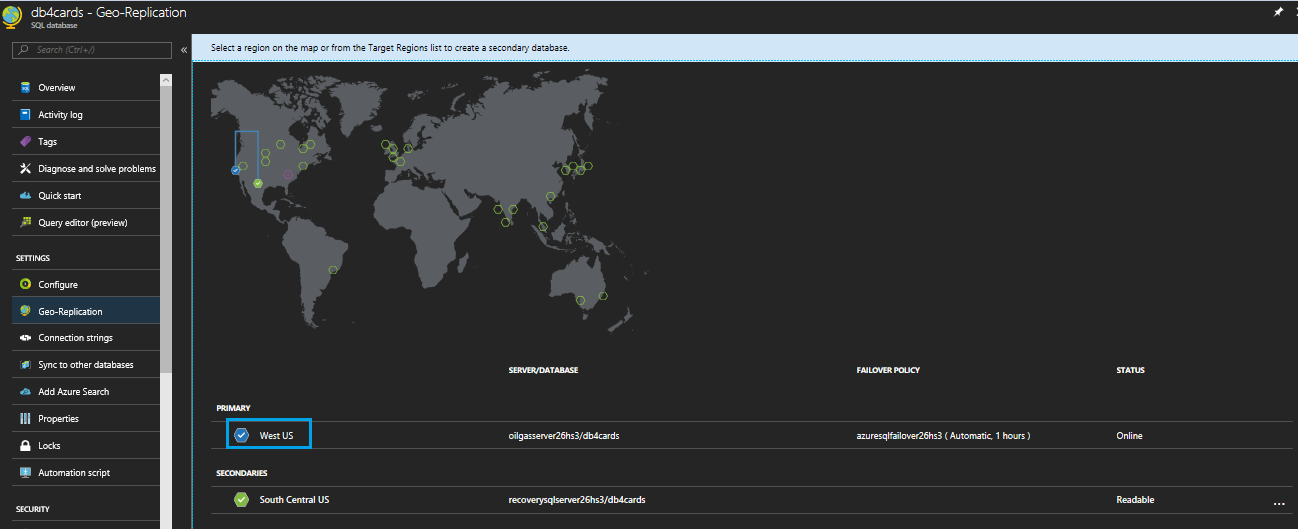 db4cards - Geo-Replication
SQL database
Search (Ctrl+/)
Select a region on the map or from the Target Regions list to create a secondary database.
Overview
Activity log
Tags
Diagnose and solve problems
Quick start
Query editor (preview)
SETTINGS
Configure
Geo-Replication
Connection strings
Sync to other databases
Add Azure Search
Properties
Locks
Automation script
SECURITY
SERVER/DATABASE FAILOVER POLICY STATUS
PRIMARY
West US oilgasserver26hs3/db4cards azuresqlfailover26hs3 ( Automatic, 1 hours ) Online
SECONDARIES
South Central US recoverysqlserver26hs3/db4cards Readable ...